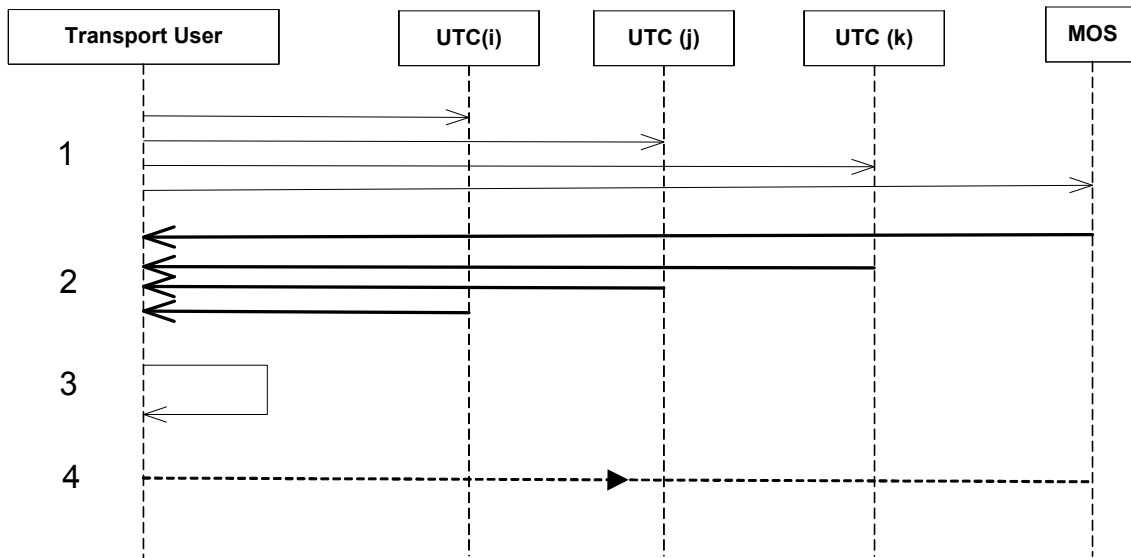 Transport User
UTC(i)
UTC (j)
UTC (k)
MOS
1
2
3
4